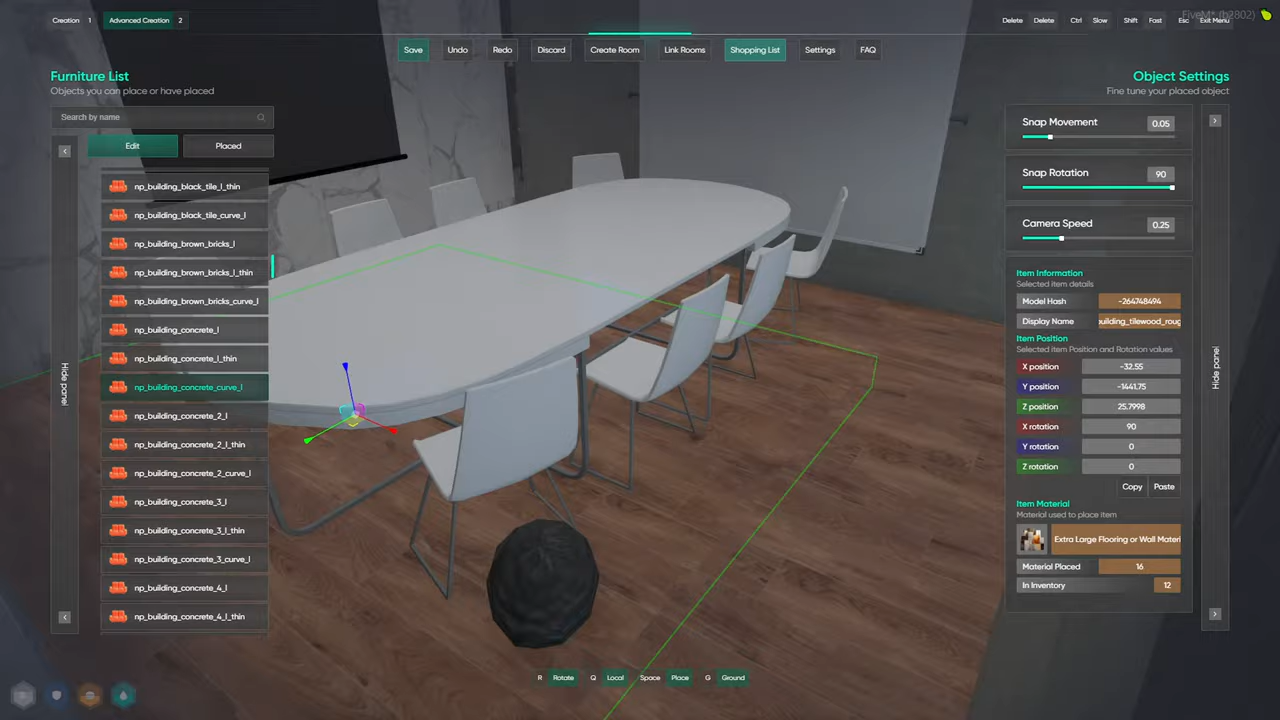 Creation 1 Advanced Creation 2
Delete Delete Ctrl Slow Shift Fast Esc Exit Menu
FiveM* (b2802)
Save Undo Redo Discard Create Room Link Rooms Shopping List Settings FAQ
Furniture List
Objects you can place or have placed
Search by name
Edit Placed
Hide panel
np_building_black_tile_l_thin
np_building_black_tile_curve_l
np_building_brown_bricks_l
np_building_brown_bricks_l_thin
np_building_brown_bricks_curve_l
np_building_concrete_l
np_building_concrete_l_thin
np_building_concrete_curve_l
np_building_concrete_2_l
np_building_concrete_2_l_thin
np_building_concrete_2_curve_l
np_building_concrete_3_l
np_building_concrete_3_l_thin
np_building_concrete_3_curve_l
np_building_concrete_4_l
np_building_concrete_4_l_thin
Object Settings
Fine tune your placed object
Snap Movement 0.05
Snap Rotation 90
Camera Speed 0.25
Item Information
Selected item details
Model Hash -264748494
Display Name building_tilewood_roug
Item Position
Selected item Position and Rotation values
X position -32.55
Y position -1441.75
Z position 25.7998
X rotation 90
Y rotation 0
Z rotation 0
Copy Paste
Item Material
Material used to place item
Extra Large Flooring or Wall Materi
Material Placed 16
In Inventory 12
Hide panel
R Rotate Q Local Space Place G Ground